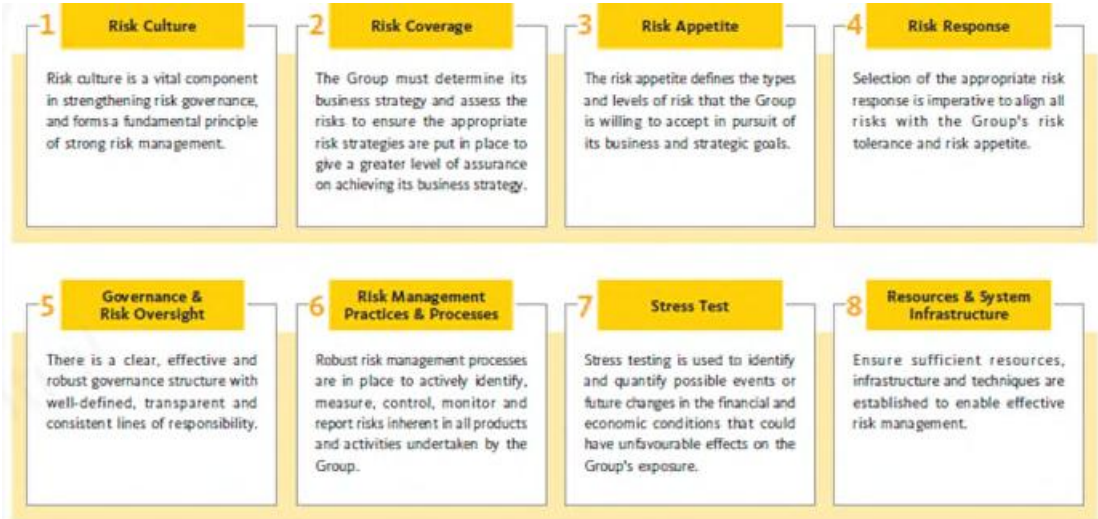 1 Risk Culture
Risk culture is a vital component
in strengthening risk governance,
and forms a fundamental principle
of strong risk management.
2 Risk Coverage
The Group must determine its
business strategy and assess the
risks to ensure the appropriate
risk strategies are put in place to
give a greater level of assurance
on achieving its business strategy.
3 Risk Appetite
The risk appetite defines the types
and levels of risk that the Group
is willing to accept in pursuit of
its business and strategic goals.
4 Risk Response
Selection of the appropriate risk
response is imperative to align all
risks with the Group's risk
tolerance and risk appetite.
5 Governance &
Risk Oversight
There is a clear, effective and
robust governance structure with
well-defined, transparent and
consistent lines of responsibility.
6 Risk Management
Practices & Processes
Robust risk management processes
are in place to actively identify,
measure, control, monitor and
report risks inherent in all products
and activities undertaken by the
Group.
7 Stress Test
Stress testing is used to identify
and quantify possible events or
future changes in the financial and
economic conditions that could
have unfavourable effects on the
Group's exposure.
8 Resources & System
Infrastructure
Ensure sufficient resources,
infrastructure and techniques are
established to enable effective
risk management.